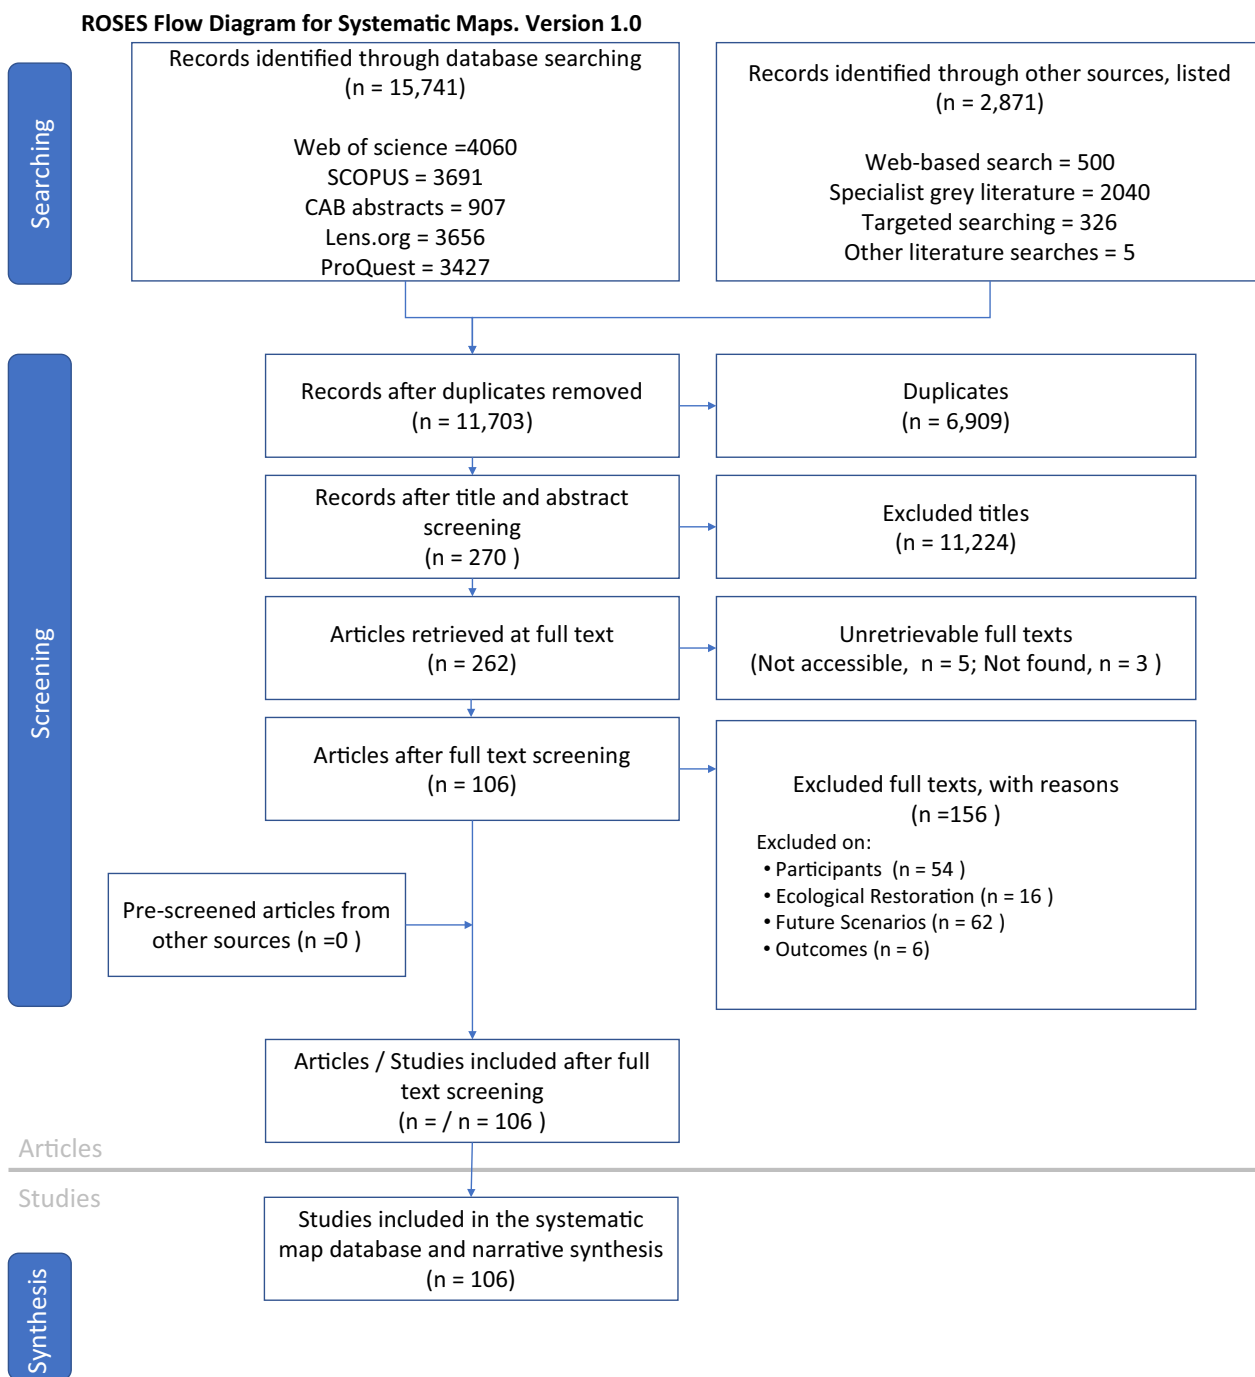 ROSES Flow Diagram for Systematic Maps. Version 1.0
Searching
Records identified through database searching
(n = 15,741)
Web of science =4060
SCOPUS = 3691
CAB abstracts = 907
Lens.org = 3656
ProQuest = 3427
Records identified through other sources, listed
(n = 2,871)
Web-based search = 500
Specialist grey literature = 2040
Targeted searching = 326
Other literature searches = 5
Screening
Records after duplicates removed
(n = 11,703)
Duplicates
(n = 6,909)
Records after title and abstract
screening
(n = 270 )
Excluded titles
(n = 11,224)
Articles retrieved at full text
(n = 262)
Unretrievable full texts
(Not accessible,  n = 5; Not found, n = 3 )
Articles after full text screening
(n = 106)
Excluded full texts, with reasons
(n =156 )
Excluded on:
• Participants  (n = 54 )
• Ecological Restoration (n = 16 )
• Future Scenarios (n = 62 )
• Outcomes (n = 6)
Pre-screened articles from
other sources (n =0 )
Articles / Studies included after full
text screening
(n = / n = 106 )
Articles
Studies
Studies included in the systematic
map database and narrative synthesis
(n = 106)
Synthesis